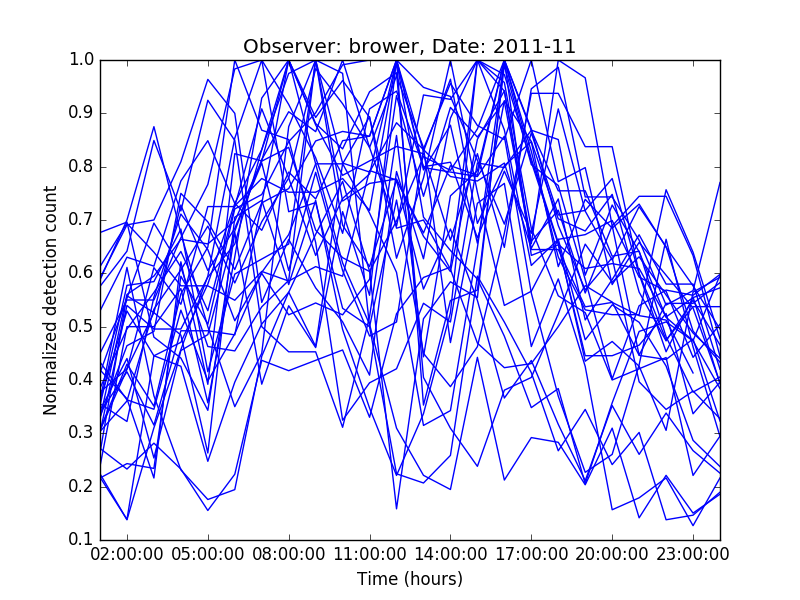 Observer: brower, Date: 2011-11
1.0
0.9
0.8
0.7
0.6
0.5
0.4
0.3
0.2
0.1
Normalized detection count
02:00:00 05:00:00 08:00:00 11:00:00 14:00:00 17:00:00 20:00:00 23:00:00
Time (hours)